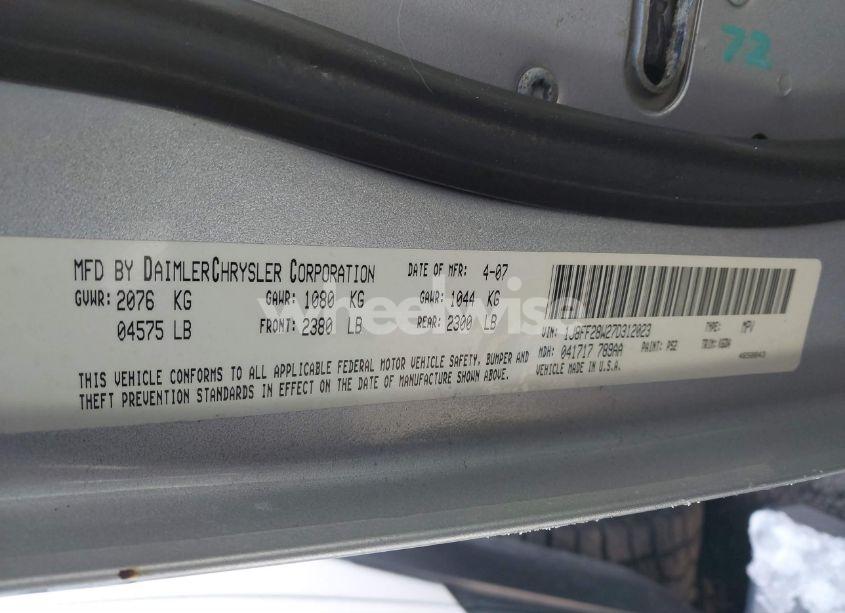 72
MFD BY DAIMLERCHRYSLER CORPORATION DATE OF MFR: 4-07
GVWR: 2076 KG GAWR: 1080 KG GAWR: 1044 KG
04575 LB FRONT: 2380 LB REAR: 2300 LB
THIS VEHICLE CONFORMS TO ALL APPLICABLE FEDERAL MOTOR VEHICLE SAFETY, BUMPER AND
THEFT PREVENTION STANDARDS IN EFFECT ON THE DATE OF MANUFACTURE SHOWN ABOVE.
VIN: 1J8FF28W27D312023 TYPE: MPV
MDH: 041717 789AA PAINT: PS2 TRIM:
VEHICLE MADE IN U.S.A.
wheelwise